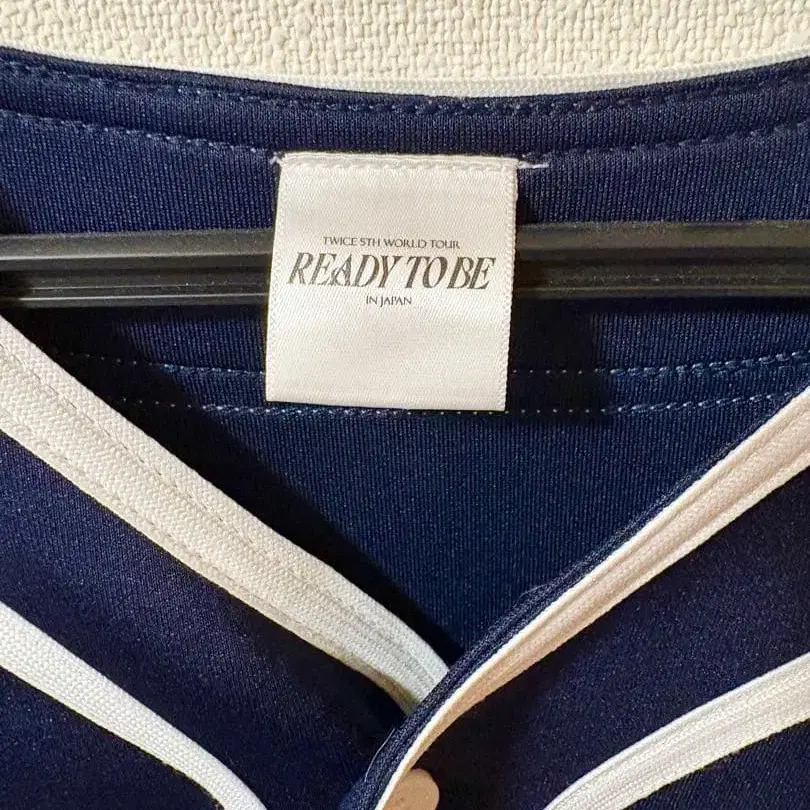 TWICE 5TH WORLD TOUR
READY TO BE
IN JAPAN